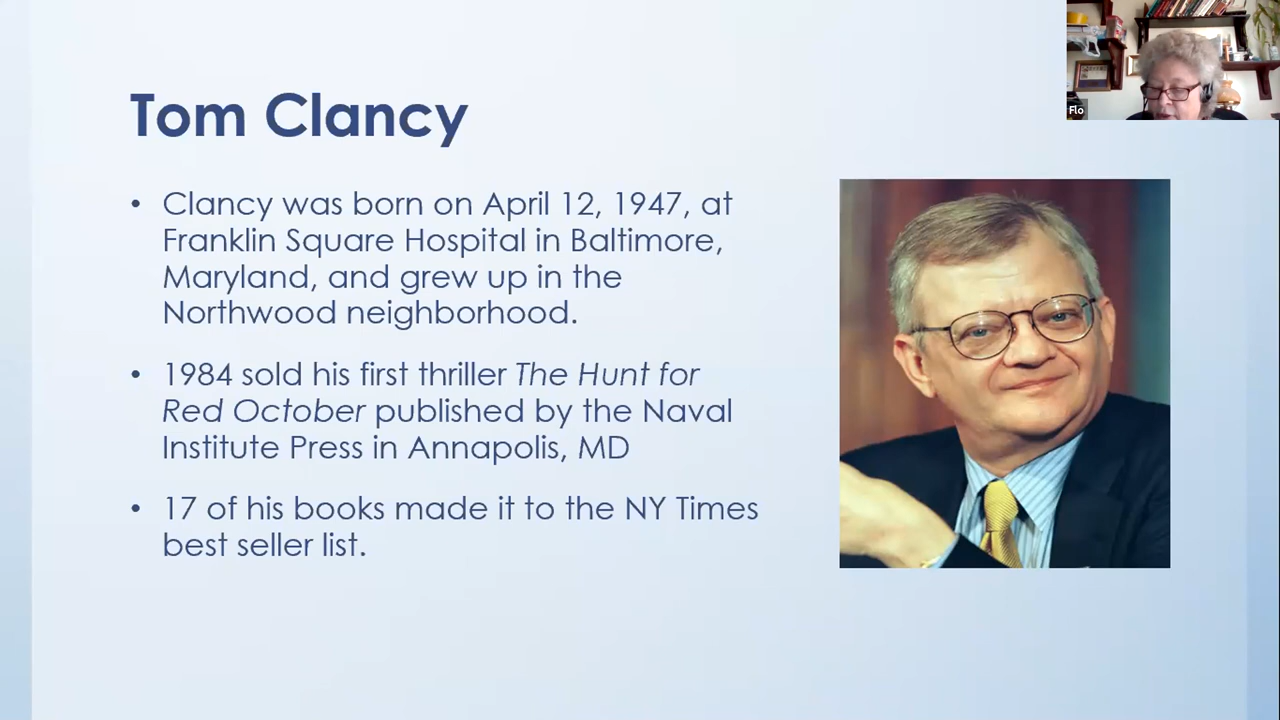 Tom Clancy
• Clancy was born on April 12, 1947, at
Franklin Square Hospital in Baltimore,
Maryland, and grew up in the
Northwood neighborhood.
• 1984 sold his first thriller The Hunt for
Red October published by the Naval
Institute Press in Annapolis, MD
• 17 of his books made it to the NY Times
best seller list.
Flo